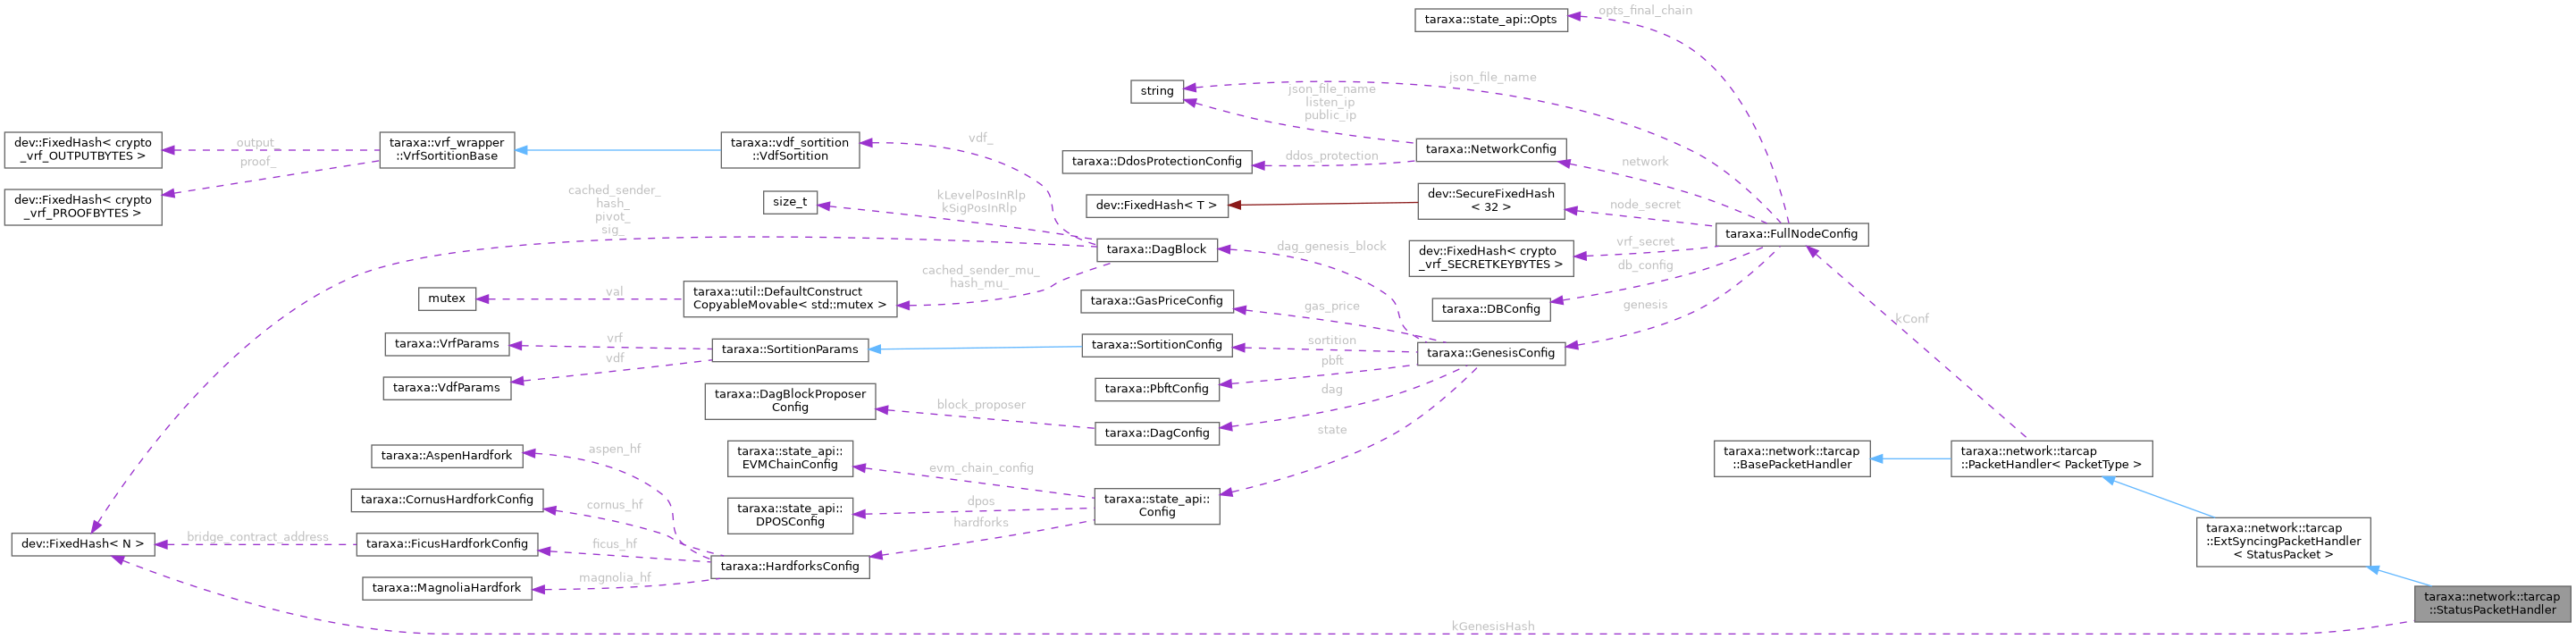 taraxa::state_api::Opts
opts_final_chain
string
json_file_name
json_file_name
listen_ip
public_ip
dev::FixedHash< crypto
_vrf_OUTPUTBYTES >
output_
taraxa::vrf_wrapper
::VrfSortitionBase
taraxa::vdf_sortition
::VdfSortition
vdf_
taraxa::DdosProtectionConfig
ddos_protection
taraxa::NetworkConfig
network
proof_
dev::FixedHash< crypto
_vrf_PROOFBYTES >
cached_sender_
hash_
pivot_
sig_
size_t
kLevelPosInRlp
kSigPosInRlp
dev::FixedHash< T >
dev::SecureFixedHash
< 32 >
node_secret
taraxa::FullNodeConfig
taraxa::DagBlock
dag_genesis_block
dev::FixedHash< crypto
_vrf_SECRETKEYBYTES >
vrf_secret
db_config
mutex
val
taraxa::util::DefaultConstruct
CopyableMovable< std::mutex >
cached_sender_mu_
hash_mu_
taraxa::GasPriceConfig
gas_price
taraxa::DBConfig
genesis
kConf
taraxa::VrfParams
vrf
taraxa::SortitionParams
taraxa::SortitionConfig
sortition
taraxa::GenesisConfig
taraxa::VdfParams
vdf
taraxa::PbftConfig
pbft
taraxa::DagBlockProposer
Config
block_proposer
taraxa::DagConfig
dag
state
taraxa::AspenHardfork
aspen_hf
taraxa::state_api::
EVMChainConfig
evm_chain_config
taraxa::network::tarcap
::BasePacketHandler
taraxa::network::tarcap
::PacketHandler< PacketType >
taraxa::CornusHardforkConfig
cornus_hf
taraxa::state_api::
DPOSConfig
dpos
hardforks
taraxa::state_api::
Config
dev::FixedHash< N >
bridge_contract_address
taraxa::FicusHardforkConfig
ficus_hf
taraxa::HardforksConfig
taraxa::network::tarcap
::ExtSyncingPacketHandler
< StatusPacket >
taraxa::MagnoliaHardfork
magnolia_hf
taraxa::network::tarcap
::StatusPacketHandler
kGenesisHash